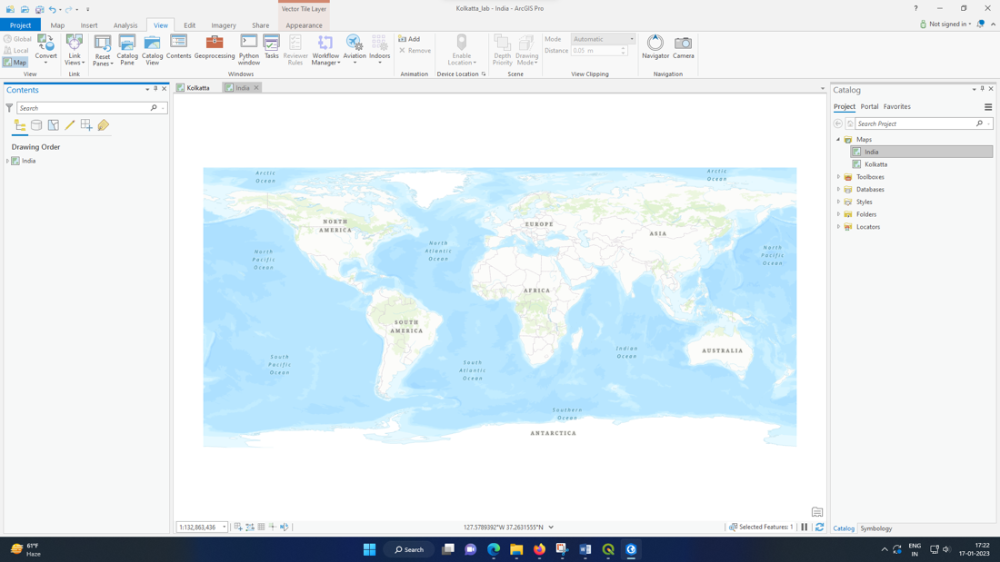 Vector Tile Layer
Kolkatta_lab - India - ArcGIS Pro
?
Not signed in
Project Map Insert Analysis View Edit Imagery Share Appearance
Global
Local
Map
Convert
Link Views
Reset Panes
Catalog Pane
Catalog View
Contents
Geoprocessing
Python window
Tasks
Reviewer Rules
Workflow Manager
Aviation
Indoors
Add
Remove
Enable Location
Depth Priority
Drawing Mode
Mode Automatic
Distance 0.05 m
Navigator
Camera
View Link Windows Animation Device Location Scene View Clipping Navigation
Contents
Search
Drawing Order
India
Kolkatta India
Arctic
Ocean
Arctic
Ocean
NORTH
AMERICA
EUROPE
ASIA
North
Pacific
Ocean
North
Atlantic
Ocean
North
Pacific
Ocean
AFRICA
SOUTH
AMERICA
Indian
Ocean
AUSTRALIA
South
Pacific
Ocean
South
Atlantic
Ocean
Southern
Ocean
ANTARCTICA
1:132,863,436
127.5789392°W 37.2631555°N
Selected Features: 1
Catalog
Project Portal Favorites
Search Project
Maps
India
Kolkatta
Toolboxes
Databases
Styles
Folders
Locators
Catalog Symbology
61°F
Haze
Search
ENG
IN
17:22
17-01-2023